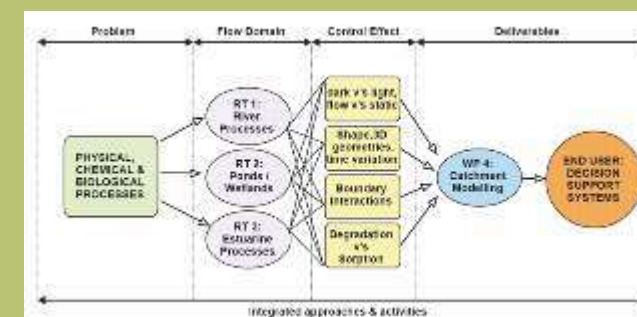 Problem
Flow Domain
Control Effect
Deliverables
PHYSICAL,
CHEMICAL &
BIOLOGICAL
PROCESSES
RT 1:
River
Processes
RT 2:
Ponds /
Wetlands
RT 3:
Estuarine
Processes
dark v's light,
flow v's static
Shape,3D
geometries,
time variation
Boundary
Interactions
Degradation
v's
Sorption
WP 4:
Catchment
Modelling
END USER:
DECISION
SUPPORT
SYSTEMS
Integrated approaches & activities